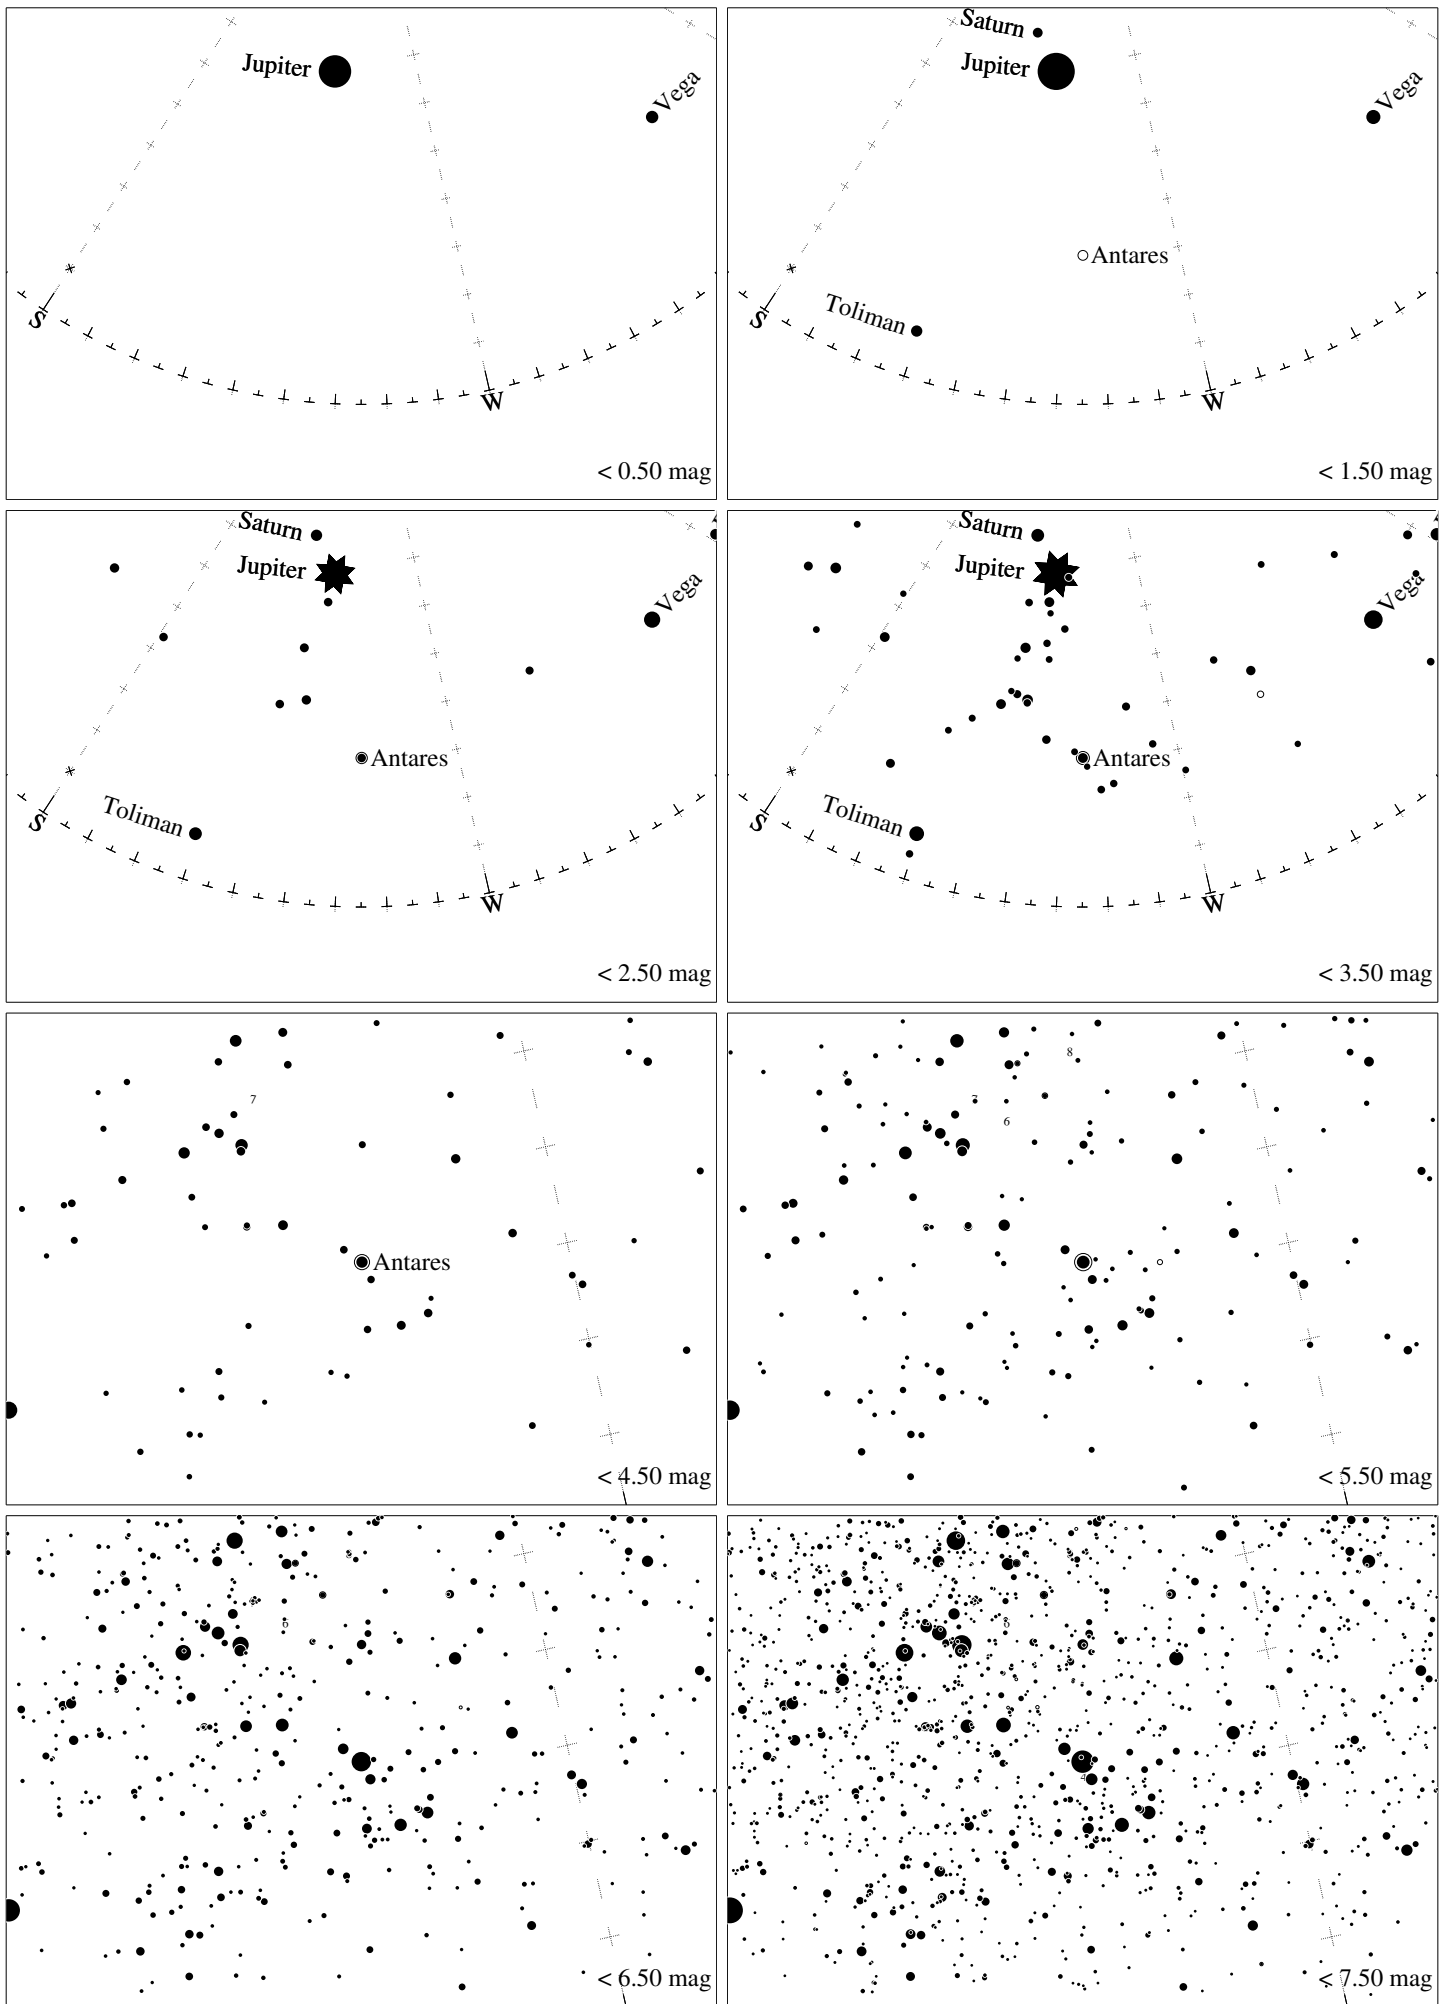 Jupiter
Vega
S
W
< 0.50 mag
Saturn
Jupiter
Vega
Antares
Toliman
S
W
< 1.50 mag
Saturn
Jupiter
Vega
Antares
Toliman
S
W
< 2.50 mag
Saturn
Jupiter
Vega
Antares
Toliman
S
W
< 3.50 mag
7
Antares
< 4.50 mag
8
7
6
< 5.50 mag
6
< 6.50 mag
< 7.50 mag